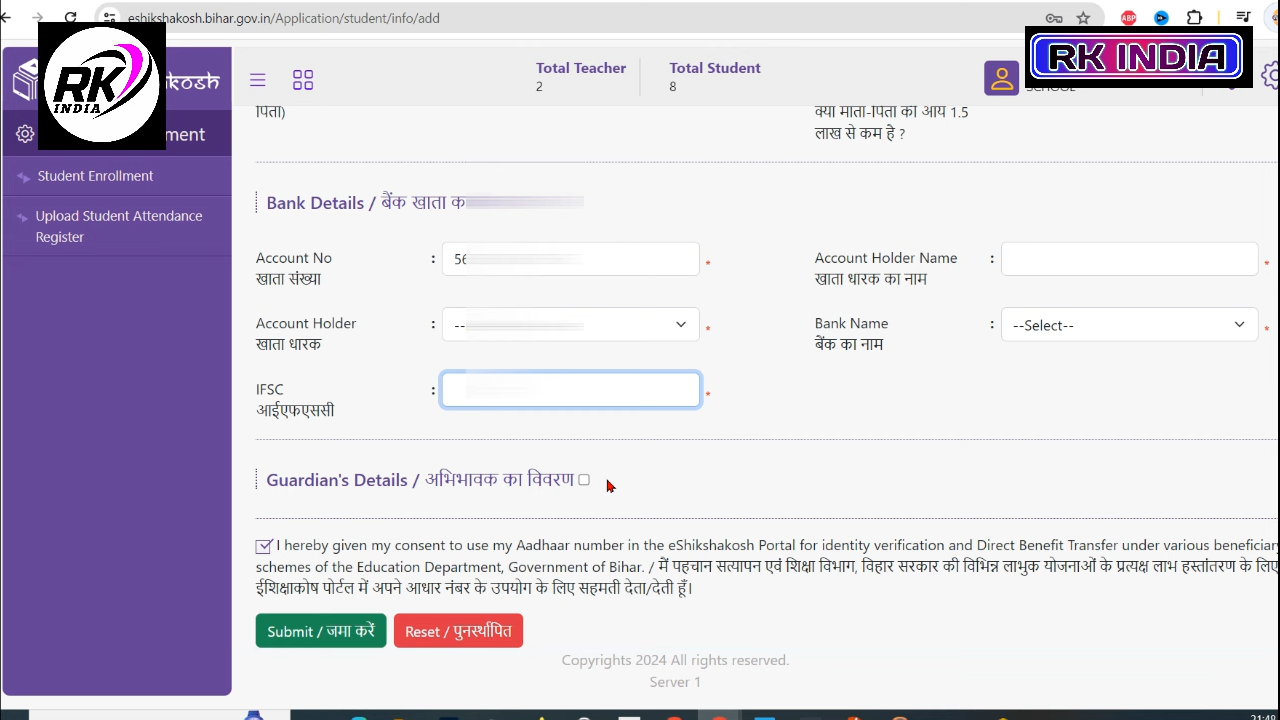 eshikshakosh.bihar.gov.in/Application/student/info/add
ABP
RK
INDIA
RK INDIA
Total Teacher
2
Total Student
8
SCHOOL
Student Enrollment
Upload Student Attendance
Register
पिता)
क्या माता-पिता की आय 1.5
लाख से कम हे ?
Bank Details / बैंक खाता
Account No
खाता संख्या
:
56
*
Account Holder Name
खाता धारक का नाम
:
*
Account Holder
खाता धारक
:
--
*
Bank Name
बैंक का नाम
:
--Select--
*
IFSC
आईएफएससी
:
*
Guardian's Details / अभिभावक का विवरण
I hereby given my consent to use my Aadhaar number in the eShikshakosh Portal for identity verification and Direct Benefit Transfer under various beneficiar
schemes of the Education Department, Government of Bihar. / मैं पहचान सत्यापन एवं शिक्षा विभाग, विहार सरकार की विभिन्न लाभुक योजनाओं के प्रत्यक्ष लाभ हस्तांतरण के लिए
ईशिक्षाकोष पोर्टल में अपने आधार नंबर के उपयोग के लिए सहमती देता/देती हूँ।
Submit / जमा करें
Reset / पुनर्स्थापित
Copyrights 2024 All rights reserved.
Server 1
21:48